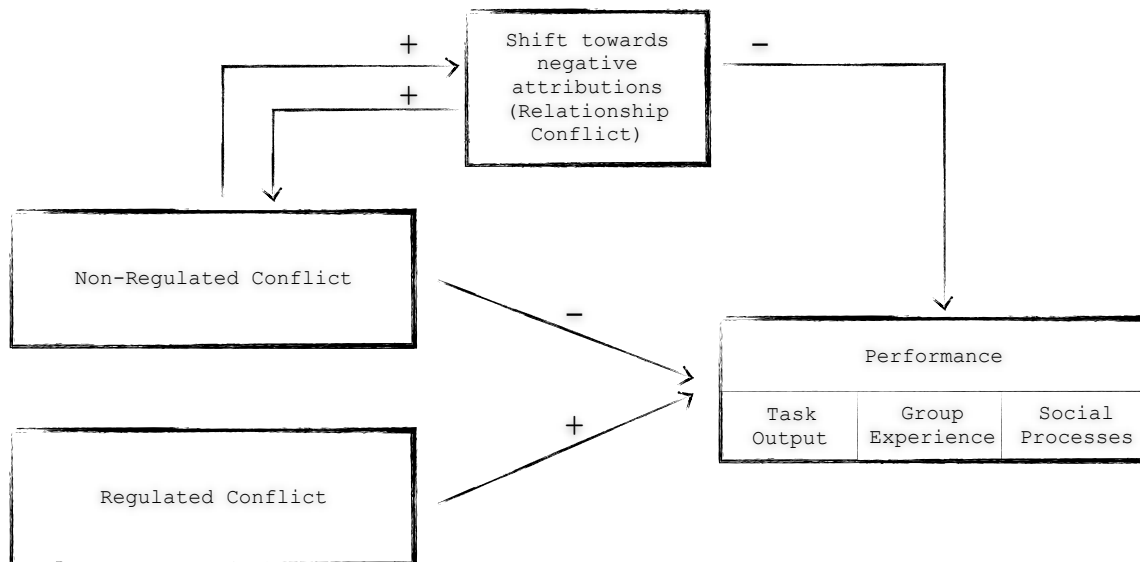 +
Shift towards
negative
attributions
(Relationship
Conflict)
-
+
Non-Regulated Conflict
-
Performance
Task
Output
Group
Experience
Social
Processes
+
Regulated Conflict